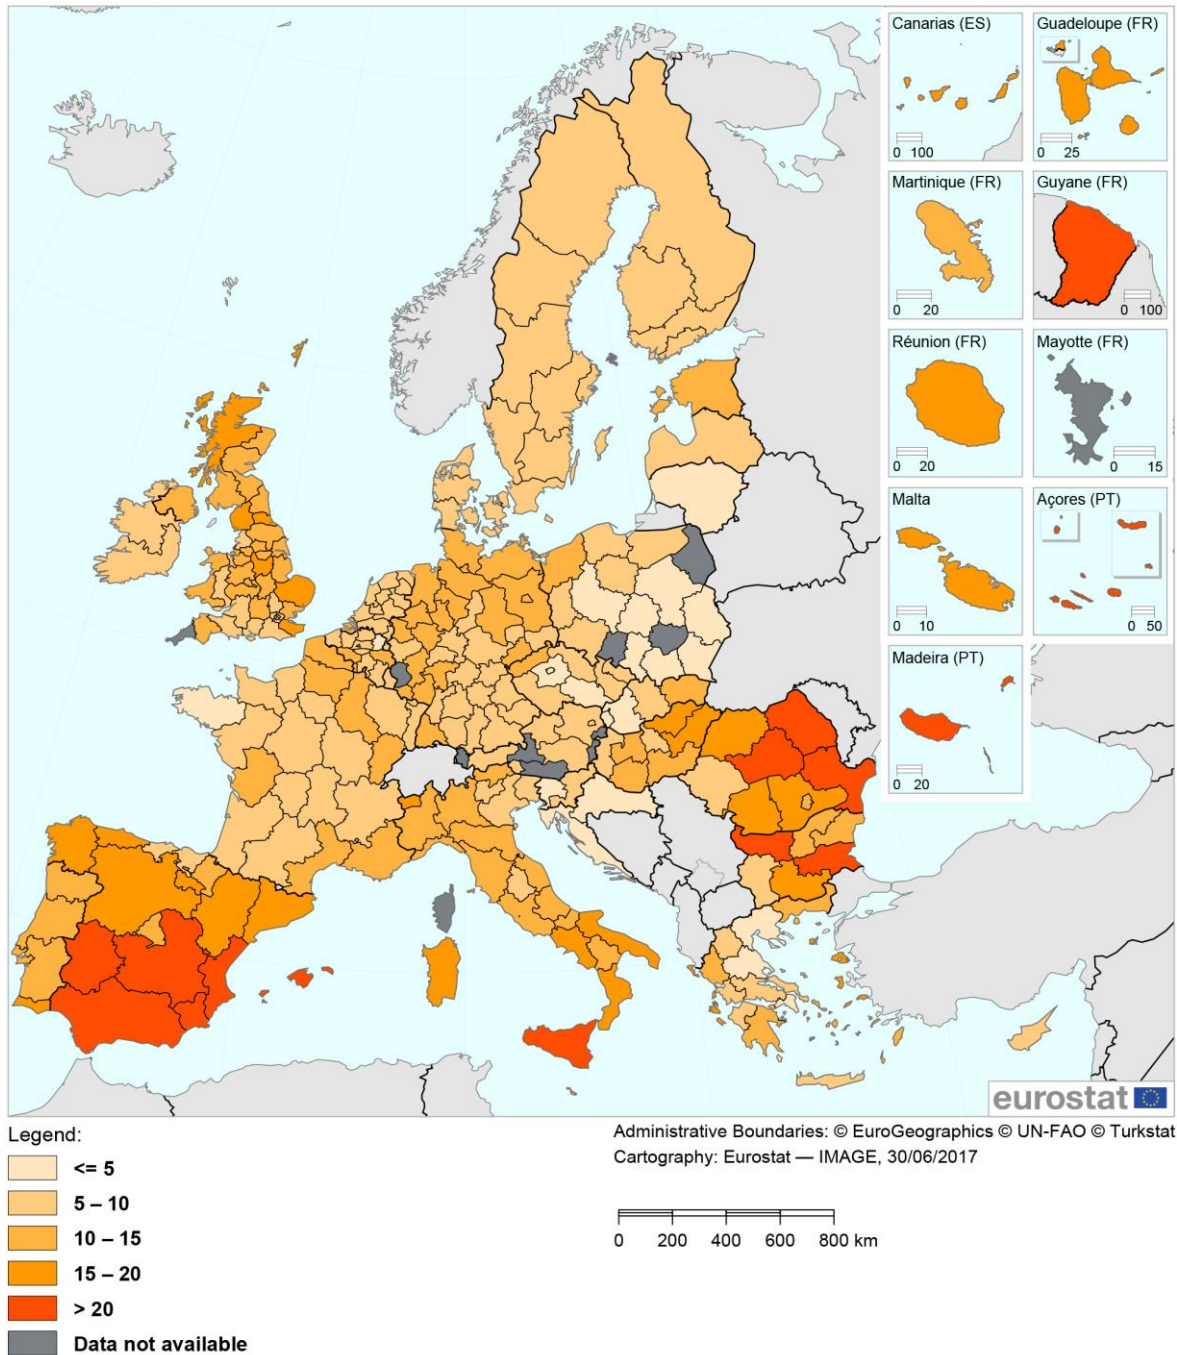 Canarias (ES)
0 100
Guadeloupe (FR)
0 25
Martinique (FR)
0 20
Guyane (FR)
0 100
Réunion (FR)
0 20
Mayotte (FR)
0 15
Malta
0 10
Açores (PT)
0 50
Madeira (PT)
0 20
eurostat
Legend:
<= 5
5 – 10
10 – 15
15 – 20
> 20
Data not available
Administrative Boundaries: © EuroGeographics © UN-FAO © Turkstat
Cartography: Eurostat — IMAGE, 30/06/2017
0 200 400 600 800 km